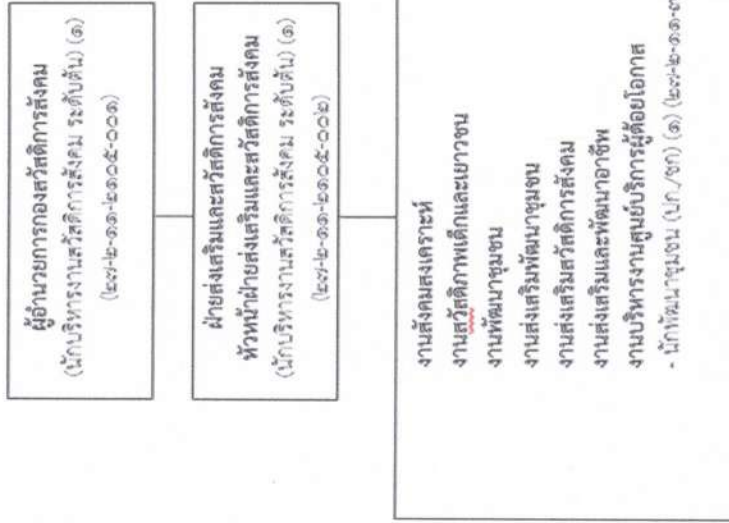 ผู้อำนวยการกองสวัสดิการสังคม
(นักบริหารงานสวัสดิการสังคม ระดับต้น) (๑)
(๒๗-๒-๑๑-๒๑๐๕-๐๐๑)
ฝ่ายส่งเสริมและสวัสดิการสังคม
หัวหน้าฝ่ายส่งเสริมและสวัสดิการสังคม
(นักบริหารงานสวัสดิการสังคม ระดับต้น) (๑)
(๒๗-๒-๑๑-๒๑๐๕-๐๐๒)
งานสังคมสงเคราะห์
งานสวัสดิภาพเด็กและเยาวชน
งานพัฒนาชุมชน
งานส่งเสริมพัฒนาชุมชน
งานส่งเสริมสวัสดิการสังคม
งานส่งเสริมและพัฒนาอาชีพ
งานบริหารงานศูนย์บริการผู้ด้อยโอกาส
- นักพัฒนาชุมชน (ปก./ชก) (๑) (๒๗-๒-๑๑-๓